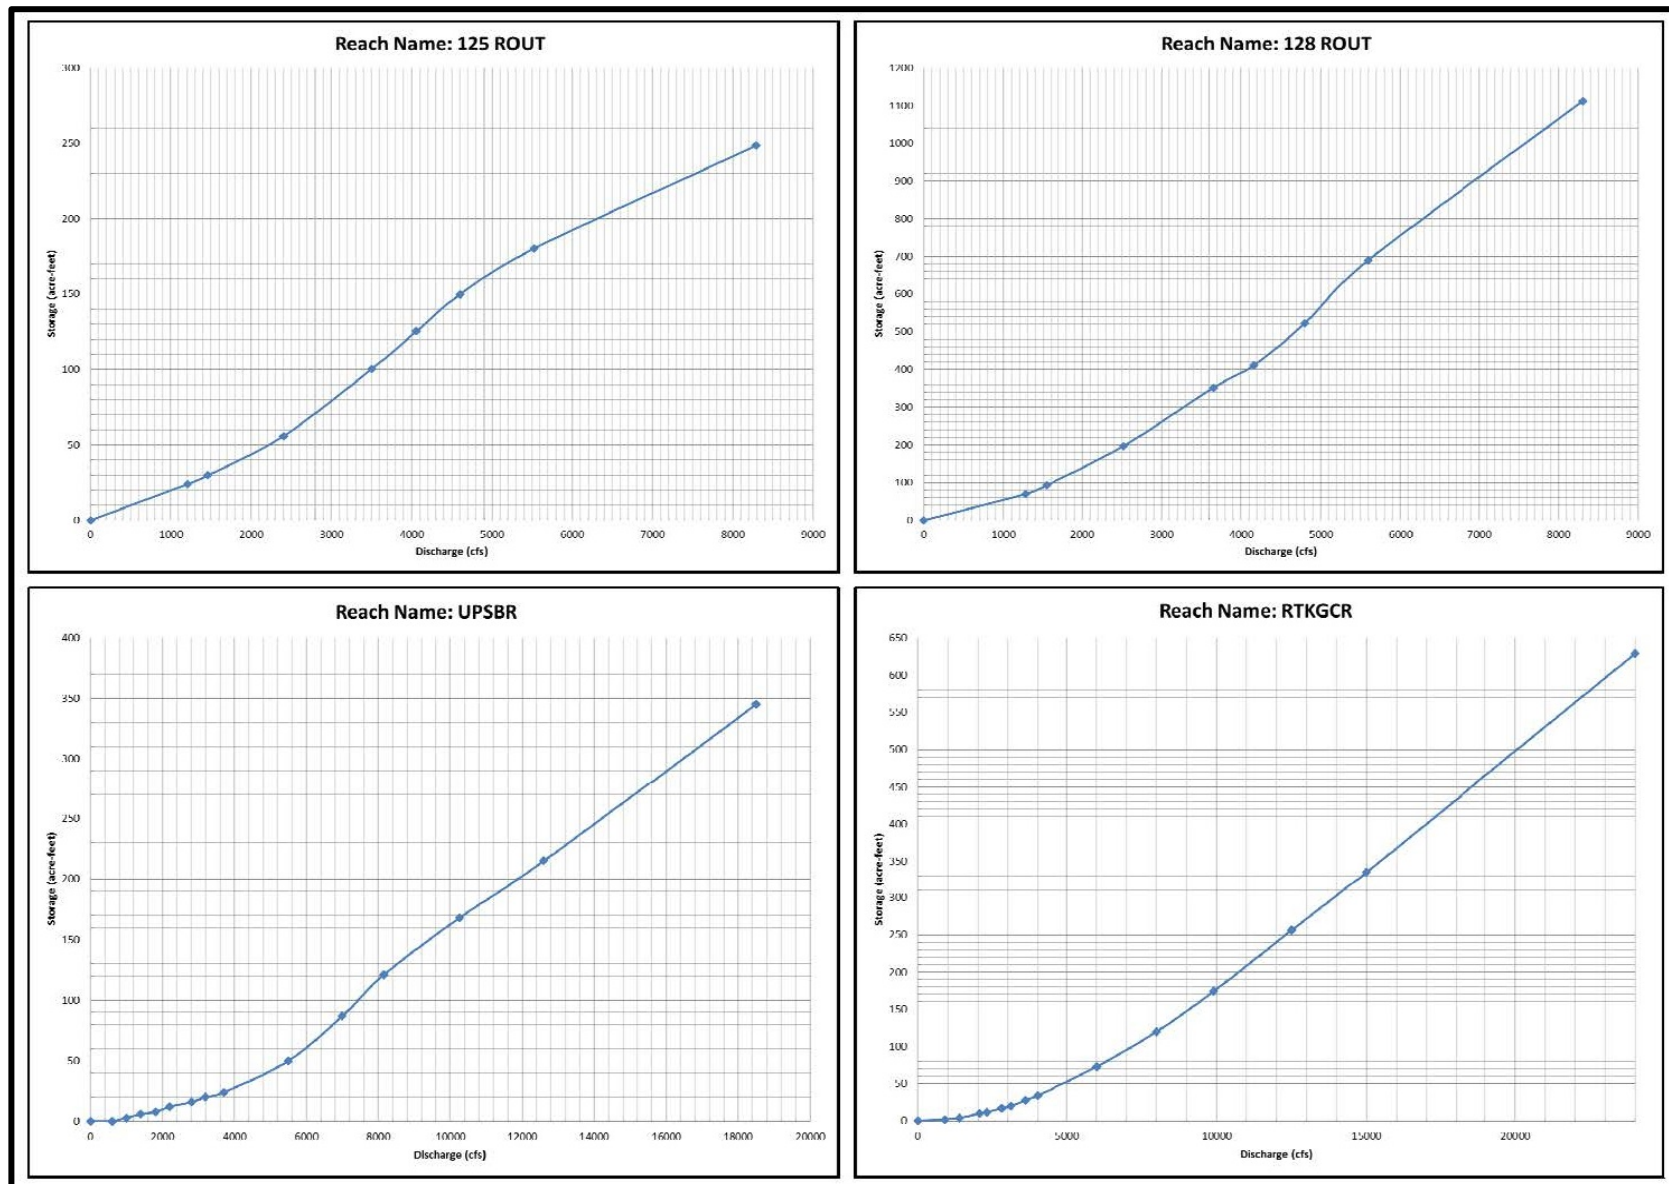 Reach Name: 125 ROUT
300
250
200
150
100
50
0
Storage (acre-feet)
0 1000 2000 3000 4000 5000 6000 7000 8000 9000
Discharge (cfs)
Reach Name: 128 ROUT
1200
1100
1000
900
800
700
600
500
400
300
200
100
0
Storage (acre-feet)
0 1000 2000 3000 4000 5000 6000 7000 8000 9000
Discharge (cfs)
Reach Name: UPSBR
400
350
300
250
200
150
100
50
0
Storage (acre-feet)
0 2000 4000 6000 8000 10000 12000 14000 16000 18000 20000
Discharge (cfs)
Reach Name: RTKGCR
650
600
550
500
450
400
350
300
250
200
150
100
50
0
Storage (acre-feet)
0 5000 10000 15000 20000
Discharge (cfs)